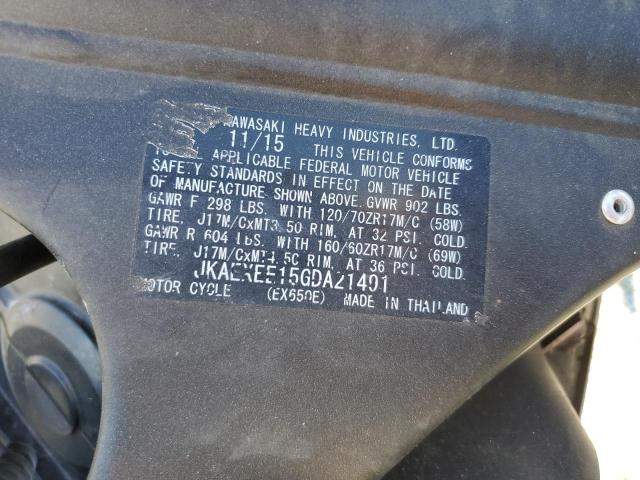 KAWASAKI HEAVY INDUSTRIES, LTD.
11/15 THIS VEHICLE CONFORMS
APPLICABLE FEDERAL MOTOR VEHICLE
SAFETY STANDARDS IN EFFECT ON THE DATE
OF MANUFACTURE SHOWN ABOVE. GVWR 902 LBS.
GAWR F 298 LBS. WITH 120/70ZR17M/C (58W)
TIRE, J17M/CxMT3.50 RIM, AT 32 PSI. COLD.
GAWR R 604 LBS. WITH 160/60ZR17M/C (69W)
TIRE, J17M/CxMT4.50 RIM, AT 36 PSI. COLD.
JKAEXEE15GDA21401
MOTOR CYCLE (EX650E) MADE IN THAILAND